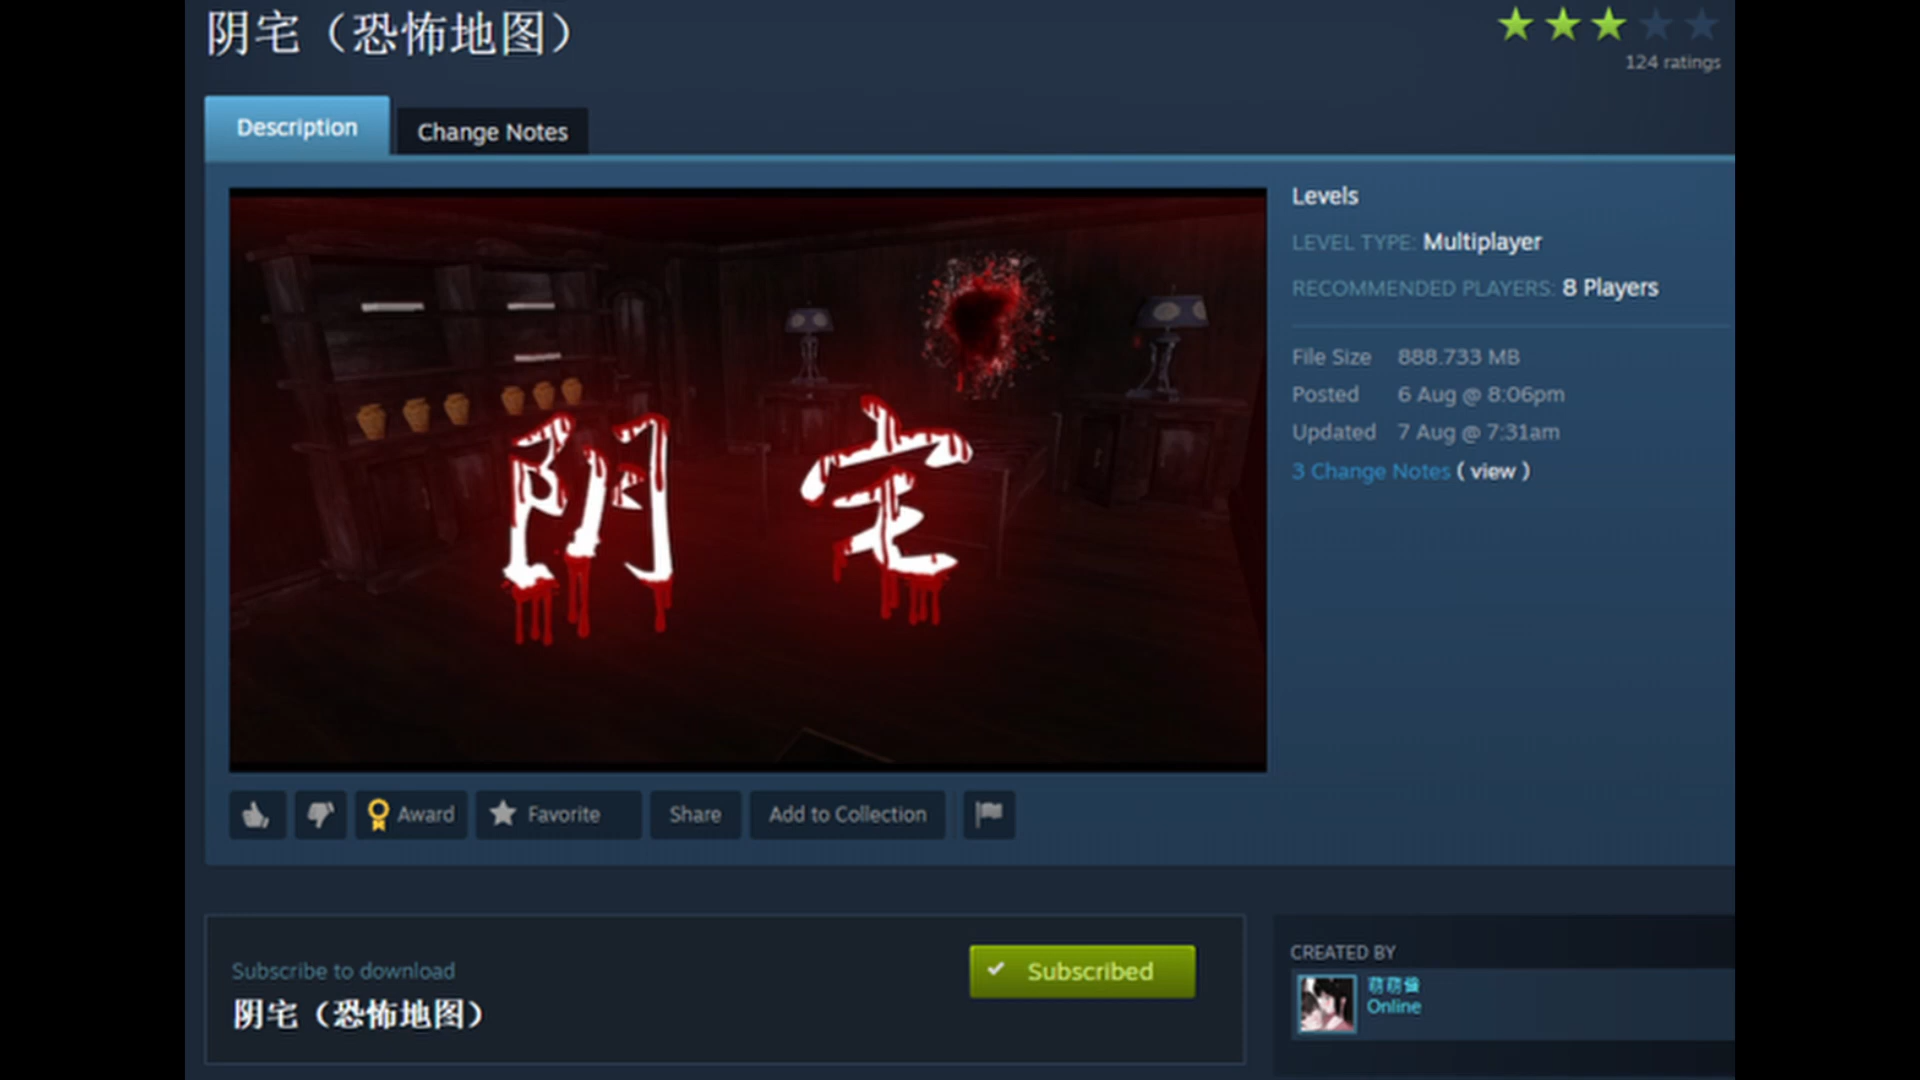 阴宅（恐怖地图）
124 ratings
Description
Change Notes
阴宅
Levels
LEVEL TYPE: Multiplayer
RECOMMENDED PLAYERS: 8 Players
File Size 888.733 MB
Posted 6 Aug @ 8:06pm
Updated 7 Aug @ 7:31am
3 Change Notes ( view )
Award
Favorite
Share
Add to Collection
Subscribe to download
阴宅（恐怖地图）
Subscribed
CREATED BY
Online